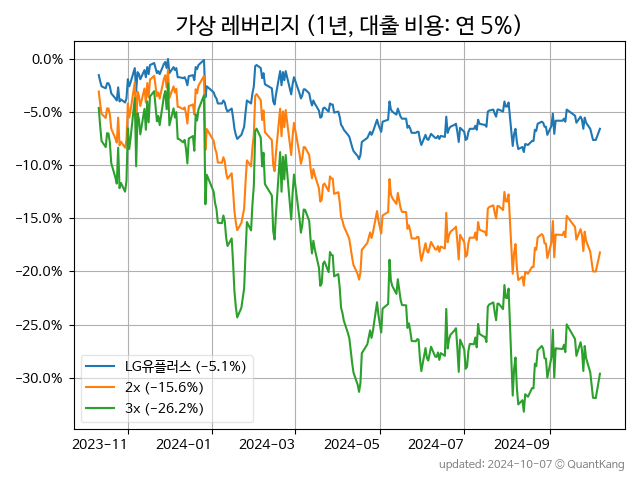 가상 레버리지 (1년, 대출 비용: 연 5%)
0.0%
−5.0%
−10.0%
−15.0%
−20.0%
−25.0%
−30.0%
LG유플러스 (−5.1%)
2x (−15.6%)
3x (−26.2%)
2023-11 2024-01 2024-03 2024-05 2024-07 2024-09
updated: 2024-10-07 © QuantKang